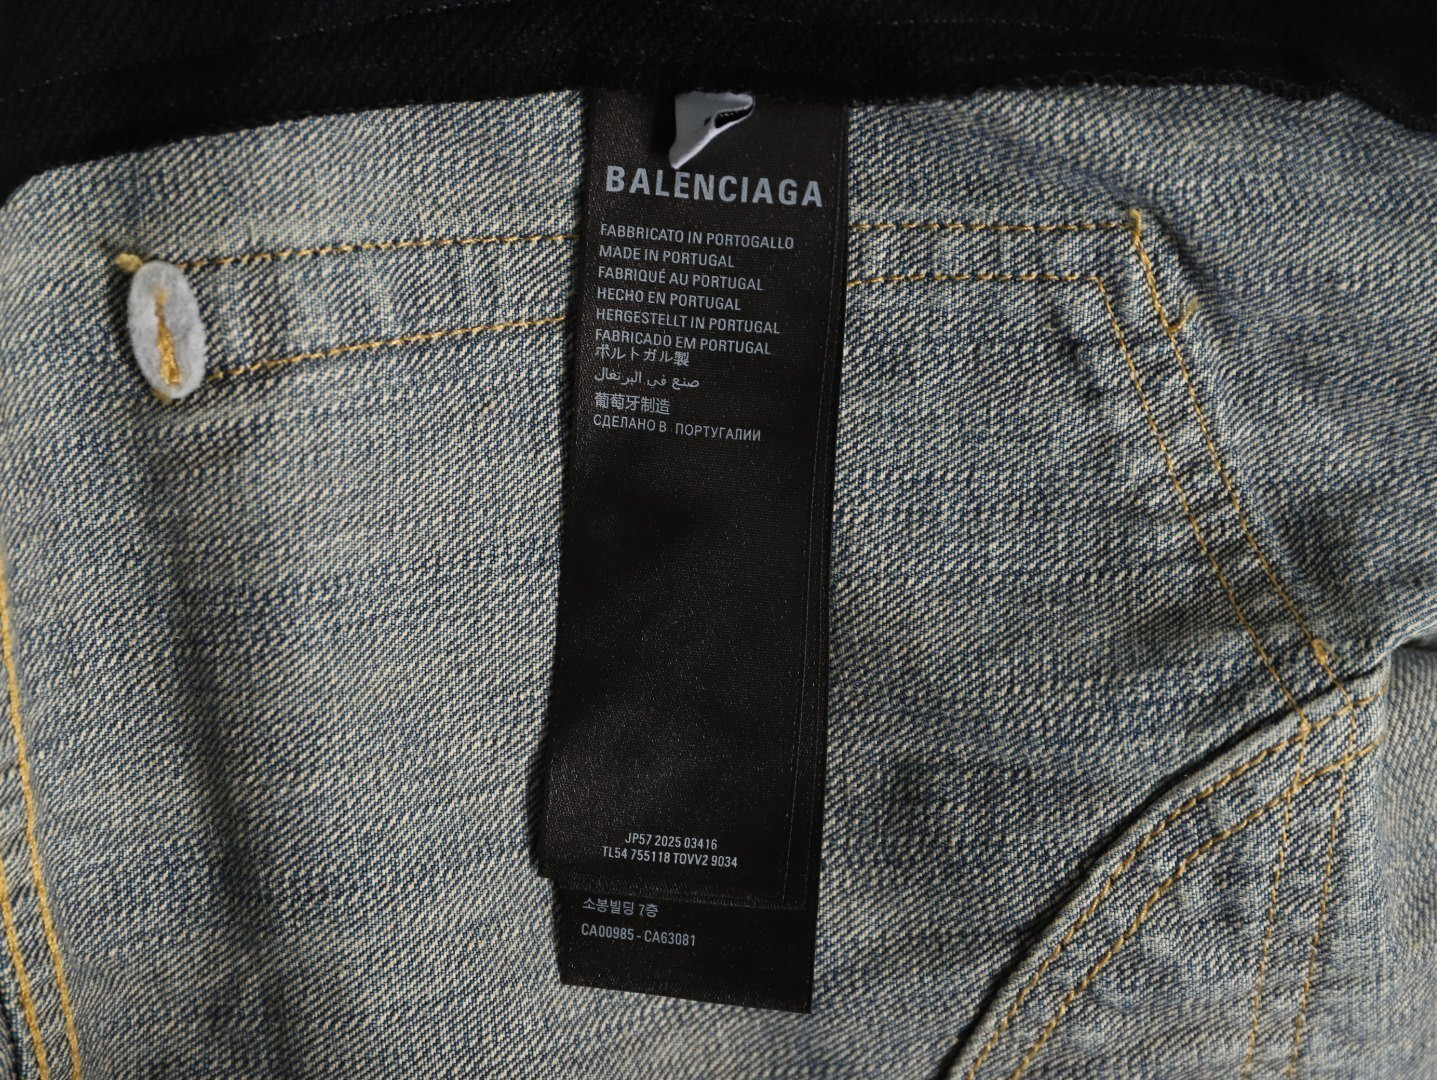 BALENCIAGA
FABBRICATO IN PORTOGALLO
MADE IN PORTUGAL
FABRIQUÉ AU PORTUGAL
HECHO EN PORTUGAL
HERGESTELLT IN PORTUGAL
FABRICADO EM PORTUGAL
ポルトガル製
صنع في البرتغال
葡萄牙制造
СДЕЛАНО В ПОРТУГАЛИИ
JP57 2025 03416
TL54 755118 TOVV2 9034
소봉빌딩 7층
CA00985 - CA63081